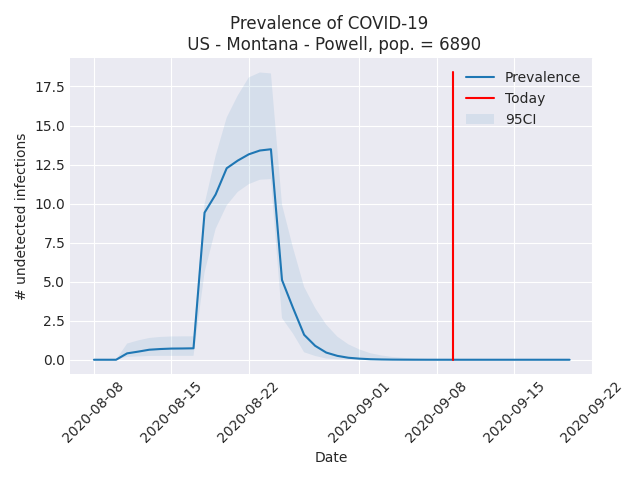 Prevalence of COVID-19
US - Montana - Powell, pop. = 6890
# undetected infections
17.5
15.0
12.5
10.0
7.5
5.0
2.5
0.0
Prevalence
Today
95CI
2020-08-08
2020-08-15
2020-08-22
2020-09-01
2020-09-08
2020-09-15
2020-09-22
Date